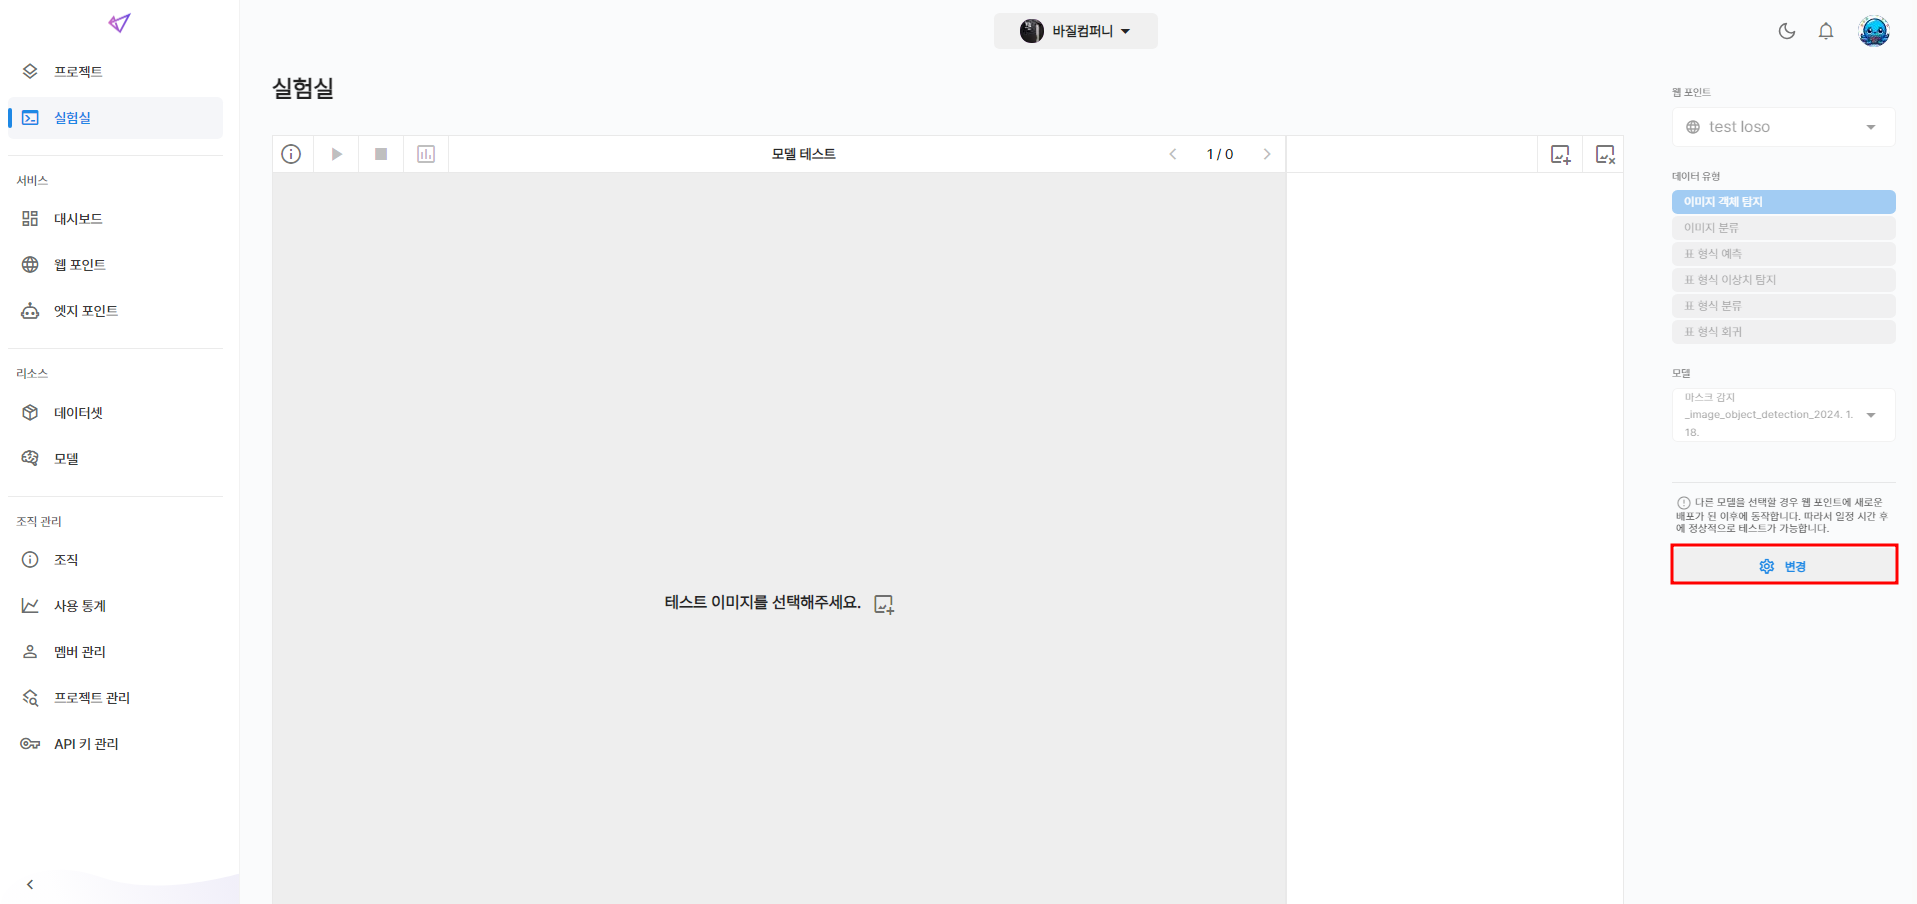 프로젝트
실험실
서비스
대시보드
웹 포인트
엣지 포인트
리소스
데이터셋
모델
조직 관리
조직
사용 통계
멤버 관리
프로젝트 관리
API 키 관리
바질컴퍼니
실험실
모델 테스트
1 / 0
테스트 이미지를 선택해주세요.
웹 포인트
test loso
데이터 유형
이미지 객체 탐지
이미지 분류
표 형식 예측
표 형식 이상치 탐지
표 형식 분류
표 형식 회귀
모델
마스크 감지
_image_object_detection_2024. 1.
18.
다른 모델을 선택할 경우 웹 포인트에 새로운
배포가 된 이후에 동작합니다. 따라서 일정 시간 후
에 정상적으로 테스트가 가능합니다.
변경